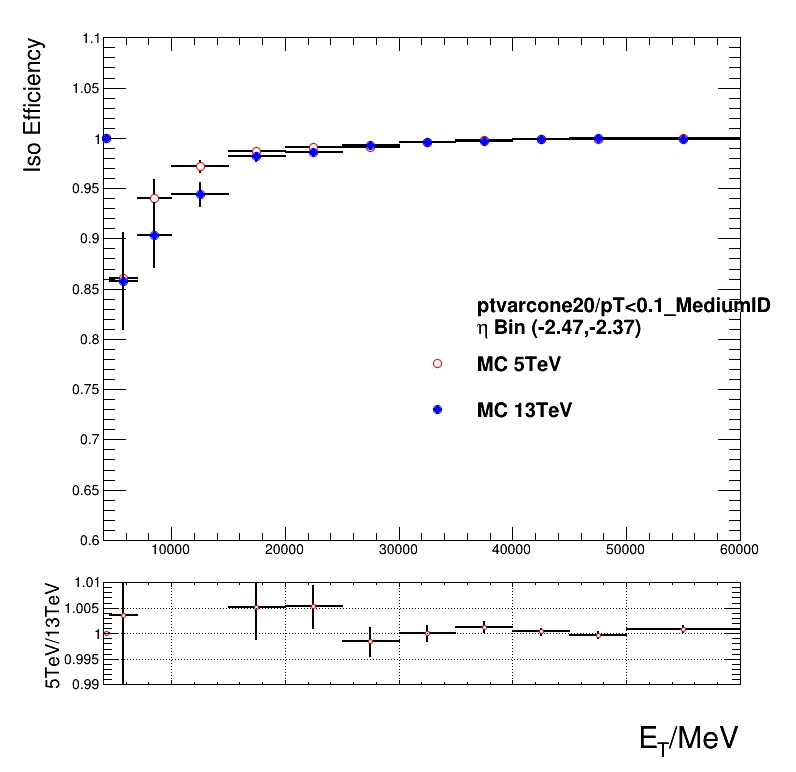 Iso Efficiency
1.1
1.05
1
0.95
0.9
0.85
0.8
0.75
0.7
0.65
0.6
ptvarcone20/pT<0.1_MediumID
η Bin (-2.47,-2.37)
MC 5TeV
MC 13TeV
10000 20000 30000 40000 50000 60000
5TeV/13TeV
1.01
1.005
1
0.995
0.99
E_T/MeV